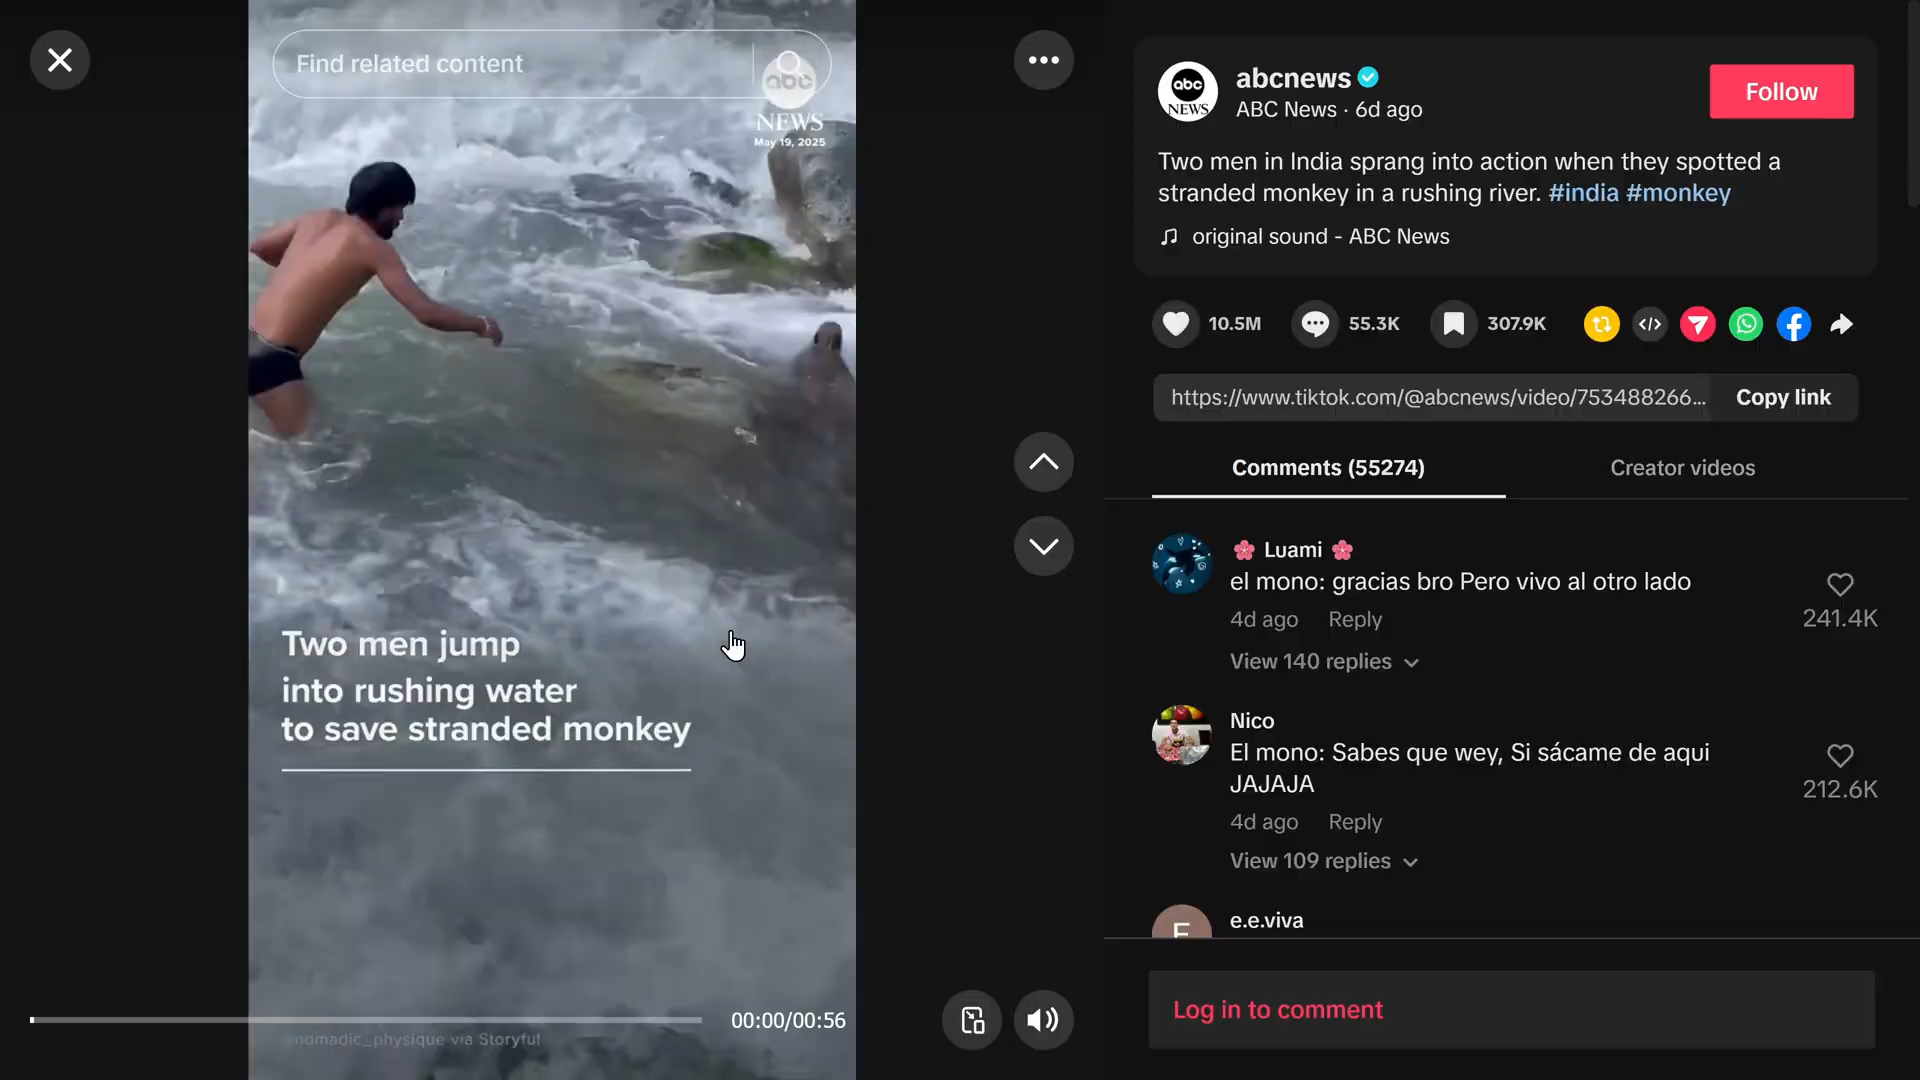 Find related content
abc
NEWS
May 19, 2025
Two men jump
into rushing water
to save stranded monkey
00:00/00:56
nomadic_physique via Storyful
abc
NEWS
abcnews
ABC News · 6d ago
Follow
Two men in India sprang into action when they spotted a
stranded monkey in a rushing river. #india #monkey
original sound - ABC News
10.5M
55.3K
307.9K
https://www.tiktok.com/@abcnews/video/753488266...
Copy link
Comments (55274)
Creator videos
🌸 Luami 🌸
el mono: gracias bro Pero vivo al otro lado
4d ago Reply
241.4K
View 140 replies
Nico
El mono: Sabes que wey, Si sácame de aqui
JAJAJA
4d ago Reply
212.6K
View 109 replies
e.e.viva
Log in to comment